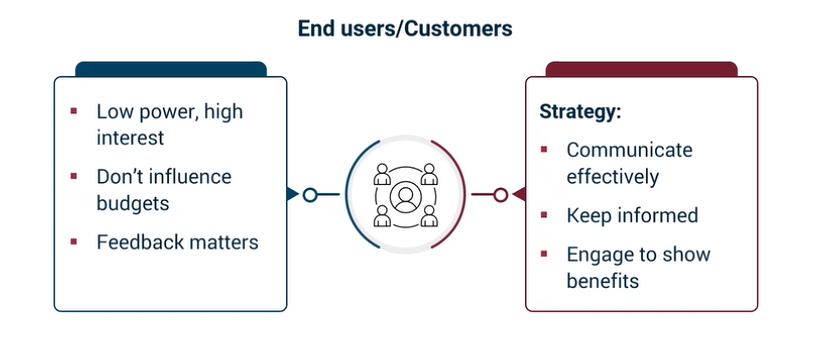 End users/Customers
Low power, high
interest
Don’t influence
budgets
Feedback matters
Strategy:
Communicate
effectively
Keep informed
Engage to show
benefits